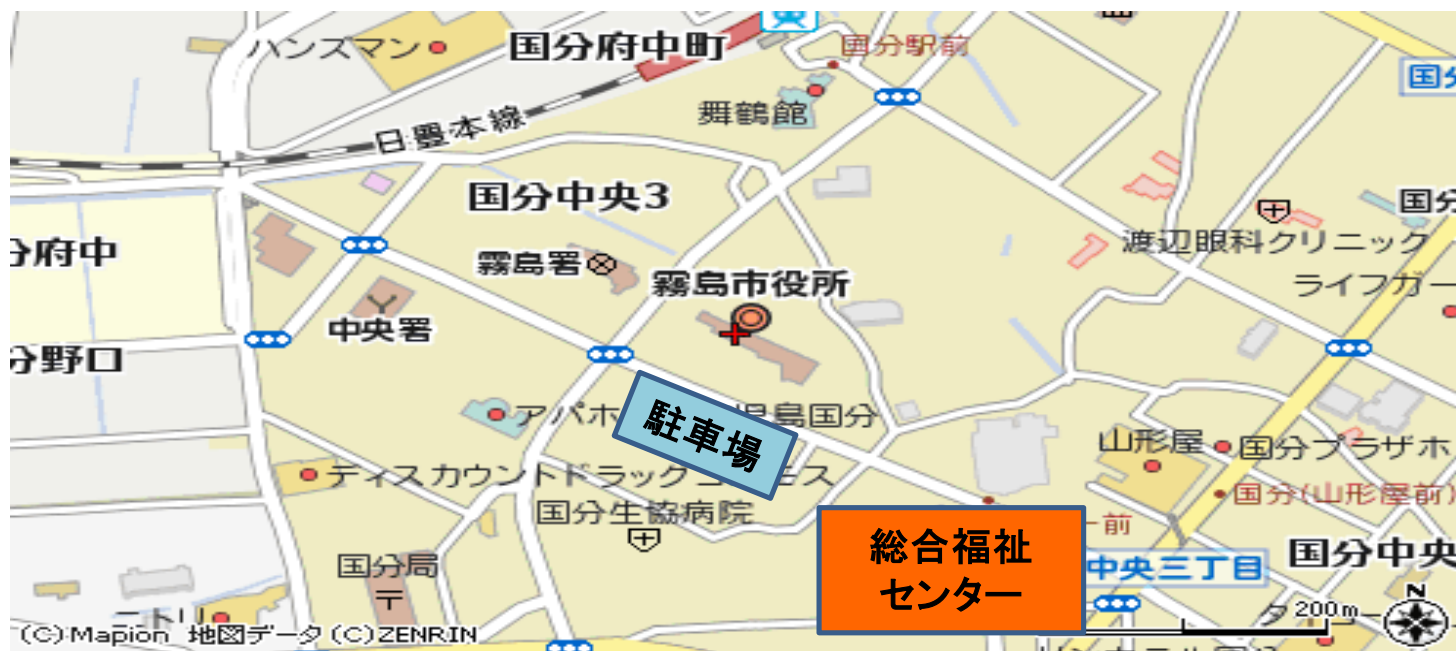 ハンズマン
国分府中町
国分駅前
舞鶴館
日豊本線
国分中央3
府中
霧島署
霧島市役所
渡辺眼科クリニック
ライフガー
中央署
分野口
駐車場
島国分
山形屋
国分プラザホ
ディスカウントドラッグコ
モス
国分(山形屋前)
国分生協病院
前
総合福祉
センター
国分局
中央三丁目
国分中央
ニトリ
200m
N
(C)Mapion 地図データ(C)ZENRIN